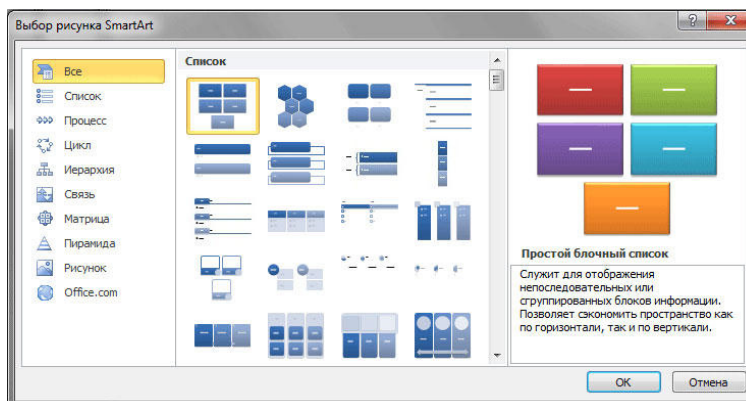 Выбор рисунка SmartArt
Все
Список
Процесс
Цикл
Иерархия
Связь
Матрица
Пирамида
Рисунок
Office.com
Список
Простой блочный список
Служит для отображения
непоследовательных или
сгруппированных блоков информации.
Позволяет сэкономить пространство как
по горизонтали, так и по вертикали.
ОК
Отмена